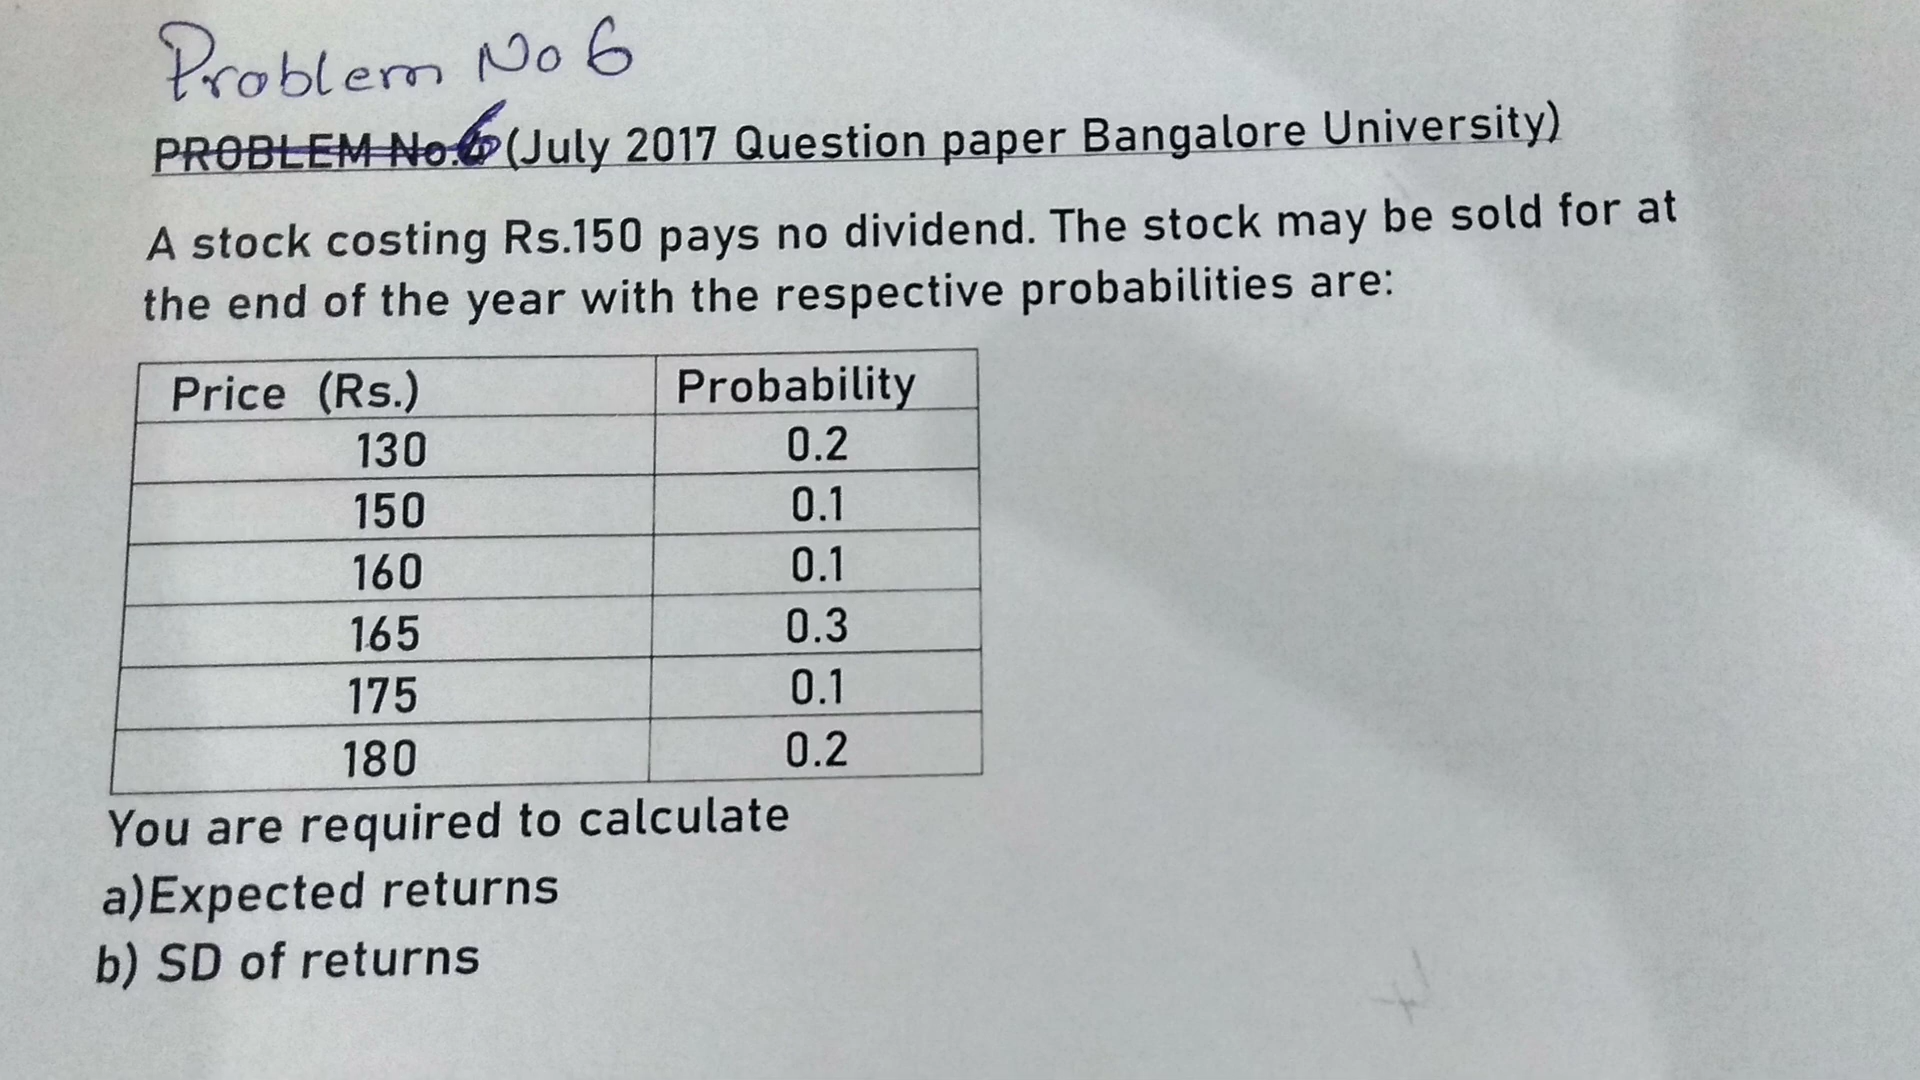 Problem No 6
PROBLEM No.6 (July 2017 Question paper Bangalore University)
A stock costing Rs.150 pays no dividend. The stock may be sold for at
the end of the year with the respective probabilities are:
Price (Rs.) Probability
130 0.2
150 0.1
160 0.1
165 0.3
175 0.1
180 0.2
You are required to calculate
a)Expected returns
b) SD of returns